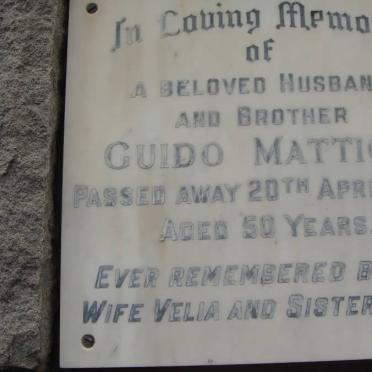 In Loving Memo
of
A BELOVED HUSBAN
AND BROTHER
GUIDO MATTI
PASSED AWAY 20TH APR
AGED 50 YEARS.
EVER REMEMBERED B
WIFE VELIA AND SISTER